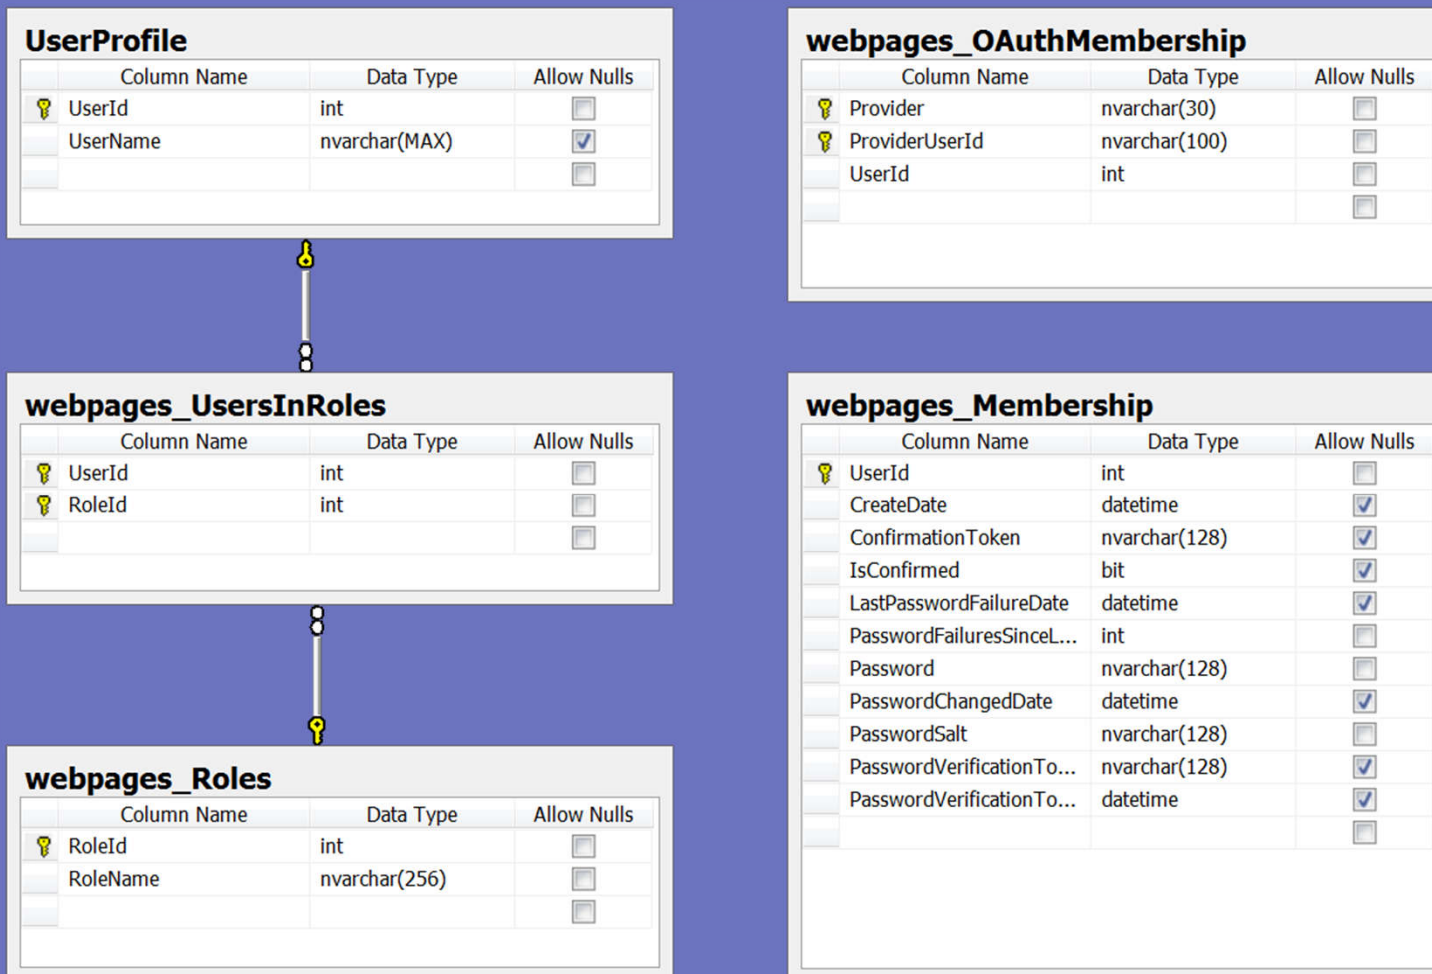 UserProfile
Column Name Data Type Allow Nulls
UserId int
UserName nvarchar(MAX)
webpages_UsersInRoles
Column Name Data Type Allow Nulls
UserId int
RoleId int
webpages_Roles
Column Name Data Type Allow Nulls
RoleId int
RoleName nvarchar(256)
webpages_OAuthMembership
Column Name Data Type Allow Nulls
Provider nvarchar(30)
ProviderUserId nvarchar(100)
UserId int
webpages_Membership
Column Name Data Type Allow Nulls
UserId int
CreateDate datetime
ConfirmationToken nvarchar(128)
IsConfirmed bit
LastPasswordFailureDate datetime
PasswordFailuresSinceL... int
Password nvarchar(128)
PasswordChangedDate datetime
PasswordSalt nvarchar(128)
PasswordVerificationTo... nvarchar(128)
PasswordVerificationTo... datetime